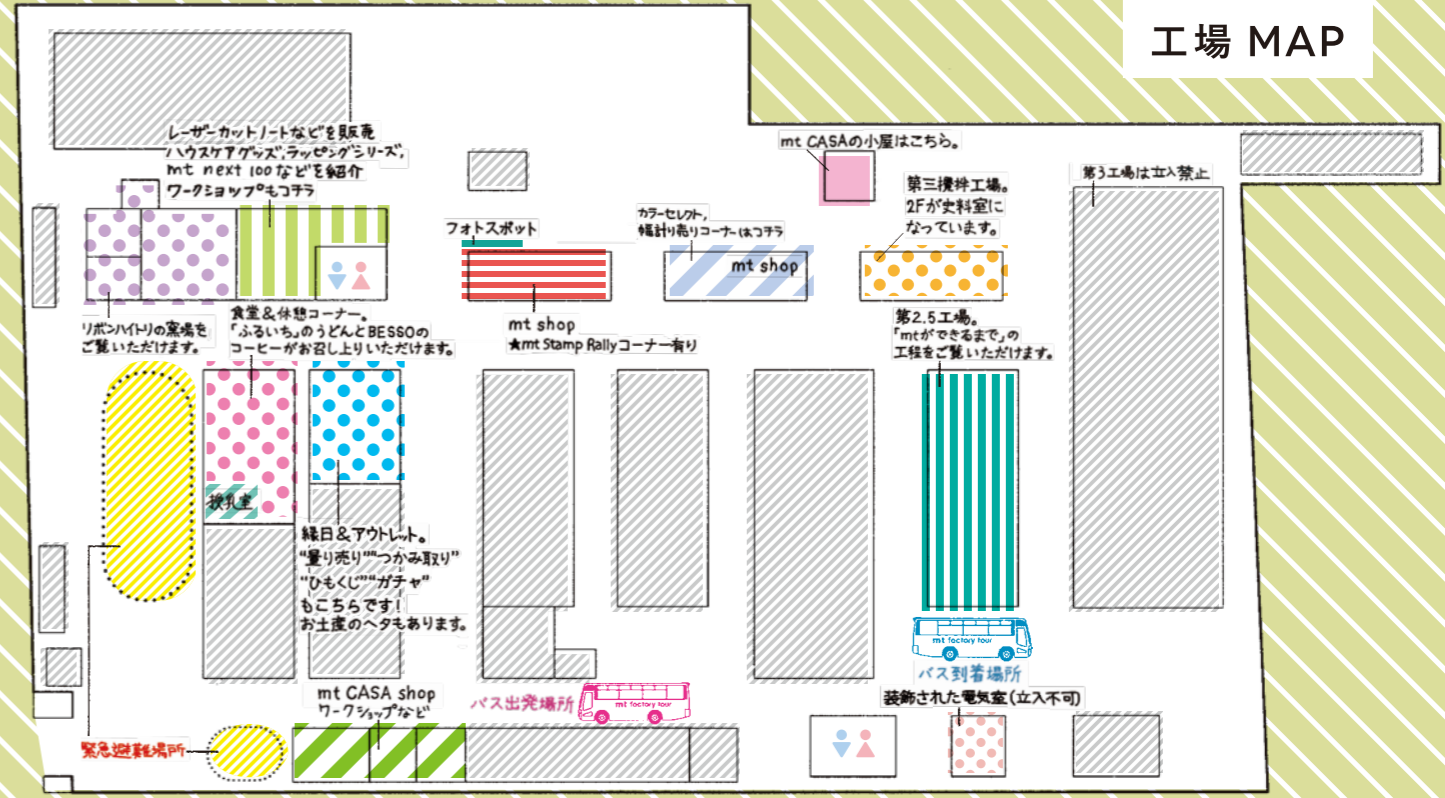 工場 MAP
レーザーカットノートなどを販売
ハウスケアグッズ,ラッピングシリーズ,
mt next 100などを紹介
ワークショップもコチラ
mt CASAの小屋はこちら。
第三攪拌工場。
2Fが史料室に
なっています。
第3工場は立入禁止
フォトスポット
カラーセレクト,
幅計り売りコーナーはコチラ
mt shop
リボンハイトリの窯場を
ご覧いただけます。
食堂&休憩コーナー。
「ふるいち」のうどんとBESSOの
コーヒーがお召し上りいただけます。
mt shop
★mt Stamp Rallyコーナー有り
第2.5工場。
「mtができるまで」の
工程をご覧いただけます。
授乳室
縁日&アウトレット。
“量り売り”“つかみ取り”
“ひもくじ”“ガチャ”
もこちらです!
お土産のヘタもあります。
mt factory tour
バス到着場所
mt CASA shop
ワークショップなど
バス出発場所
mt factory tour
装飾された電気室(立入不可)
緊急避難場所